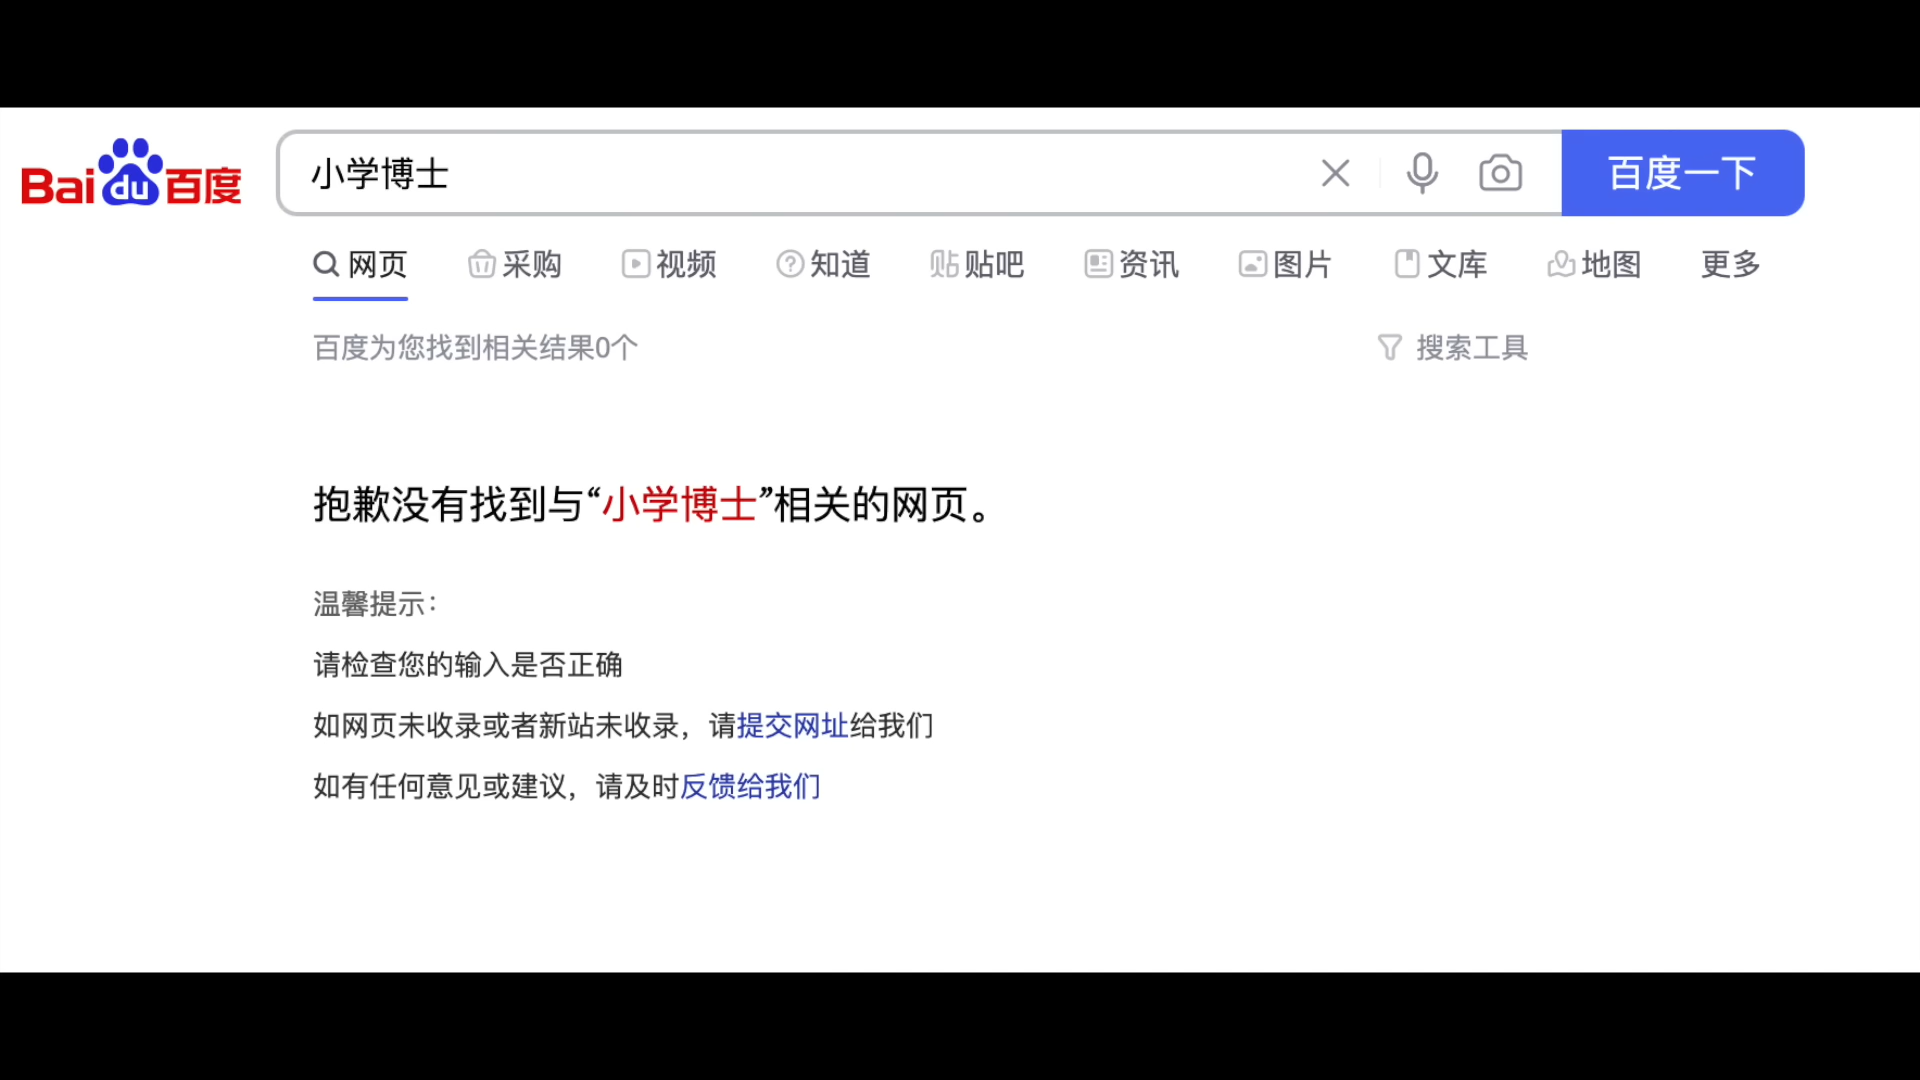 Bai du 百度
小学博士
百度一下
网页 采购 视频 知道 贴 贴吧 资讯 图片 文库 地图 更多
百度为您找到相关结果0个 搜索工具
抱歉没有找到与“小学博士”相关的网页。
温馨提示：
请检查您的输入是否正确
如网页未收录或者新站未收录，请提交网址给我们
如有任何意见或建议，请及时反馈给我们